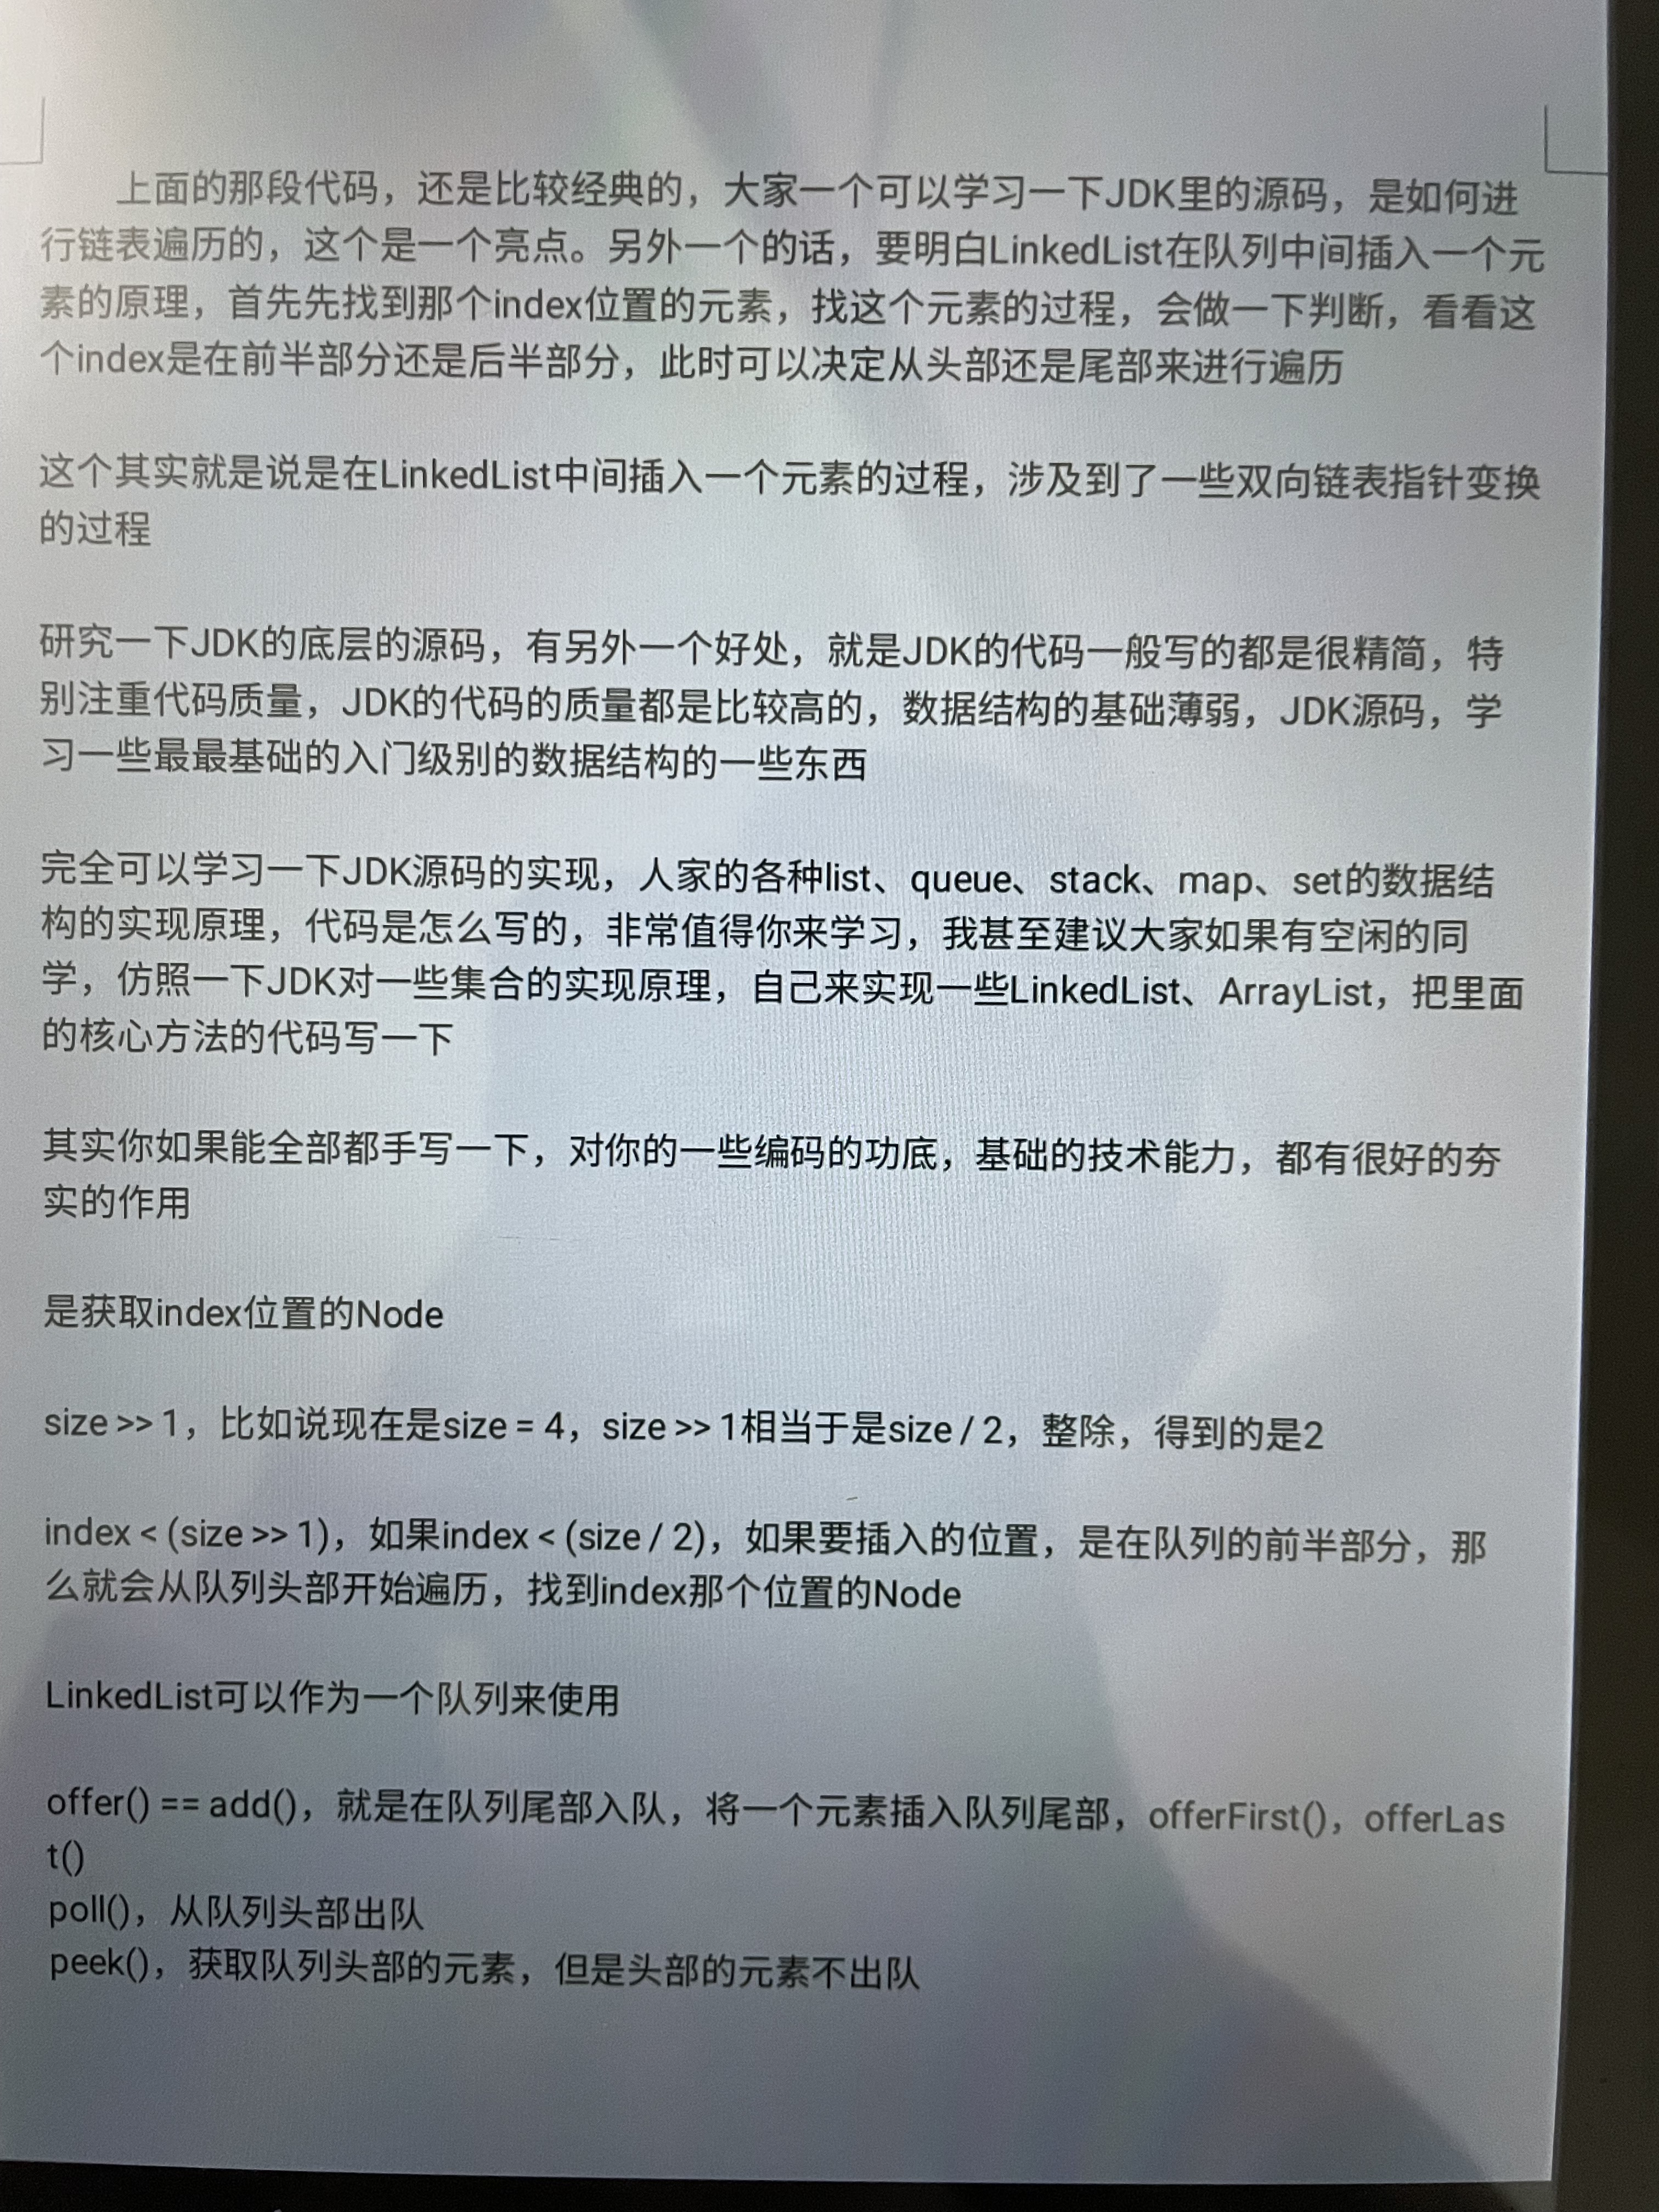 上面的那段代码，还是比较经典的，大家一个可以学习一下JDK里的源码，是如何进
行链表遍历的，这个是一个亮点。另外一个的话，要明白LinkedList在队列中间插入一个元
素的原理，首先先找到那个index位置的元素，找这个元素的过程，会做一下判断，看看这
个index是在前半部分还是后半部分，此时可以决定从头部还是尾部来进行遍历
这个其实就是说是在LinkedList中间插入一个元素的过程，涉及到了一些双向链表指针变换
的过程
研究一下JDK的底层的源码，有另外一个好处，就是JDK的代码一般写的都是很精简，特
别注重代码质量，JDK的代码的质量都是比较高的，数据结构的基础薄弱，JDK源码，学
习一些最最基础的入门级别的数据结构的一些东西
完全可以学习一下JDK源码的实现，人家的各种list、queue、stack、map、set的数据结
构的实现原理，代码是怎么写的，非常值得你来学习，我甚至建议大家如果有空闲的同
学，仿照一下JDK对一些集合的实现原理，自己来实现一些LinkedList、ArrayList，把里面
的核心方法的代码写一下
其实你如果能全部都手写一下，对你的一些编码的功底，基础的技术能力，都有很好的夯
实的作用
是获取index位置的Node
size >> 1，比如说现在是size = 4，size >> 1相当于是size / 2，整除，得到的是2
index < (size >> 1)，如果index < (size / 2)，如果要插入的位置，是在队列的前半部分，那
么就会从队列头部开始遍历，找到index那个位置的Node
LinkedList可以作为一个队列来使用
offer() == add()，就是在队列尾部入队，将一个元素插入队列尾部，offerFirst()，offerLas
t()
poll()，从队列头部出队
peek()，获取队列头部的元素，但是头部的元素不出队